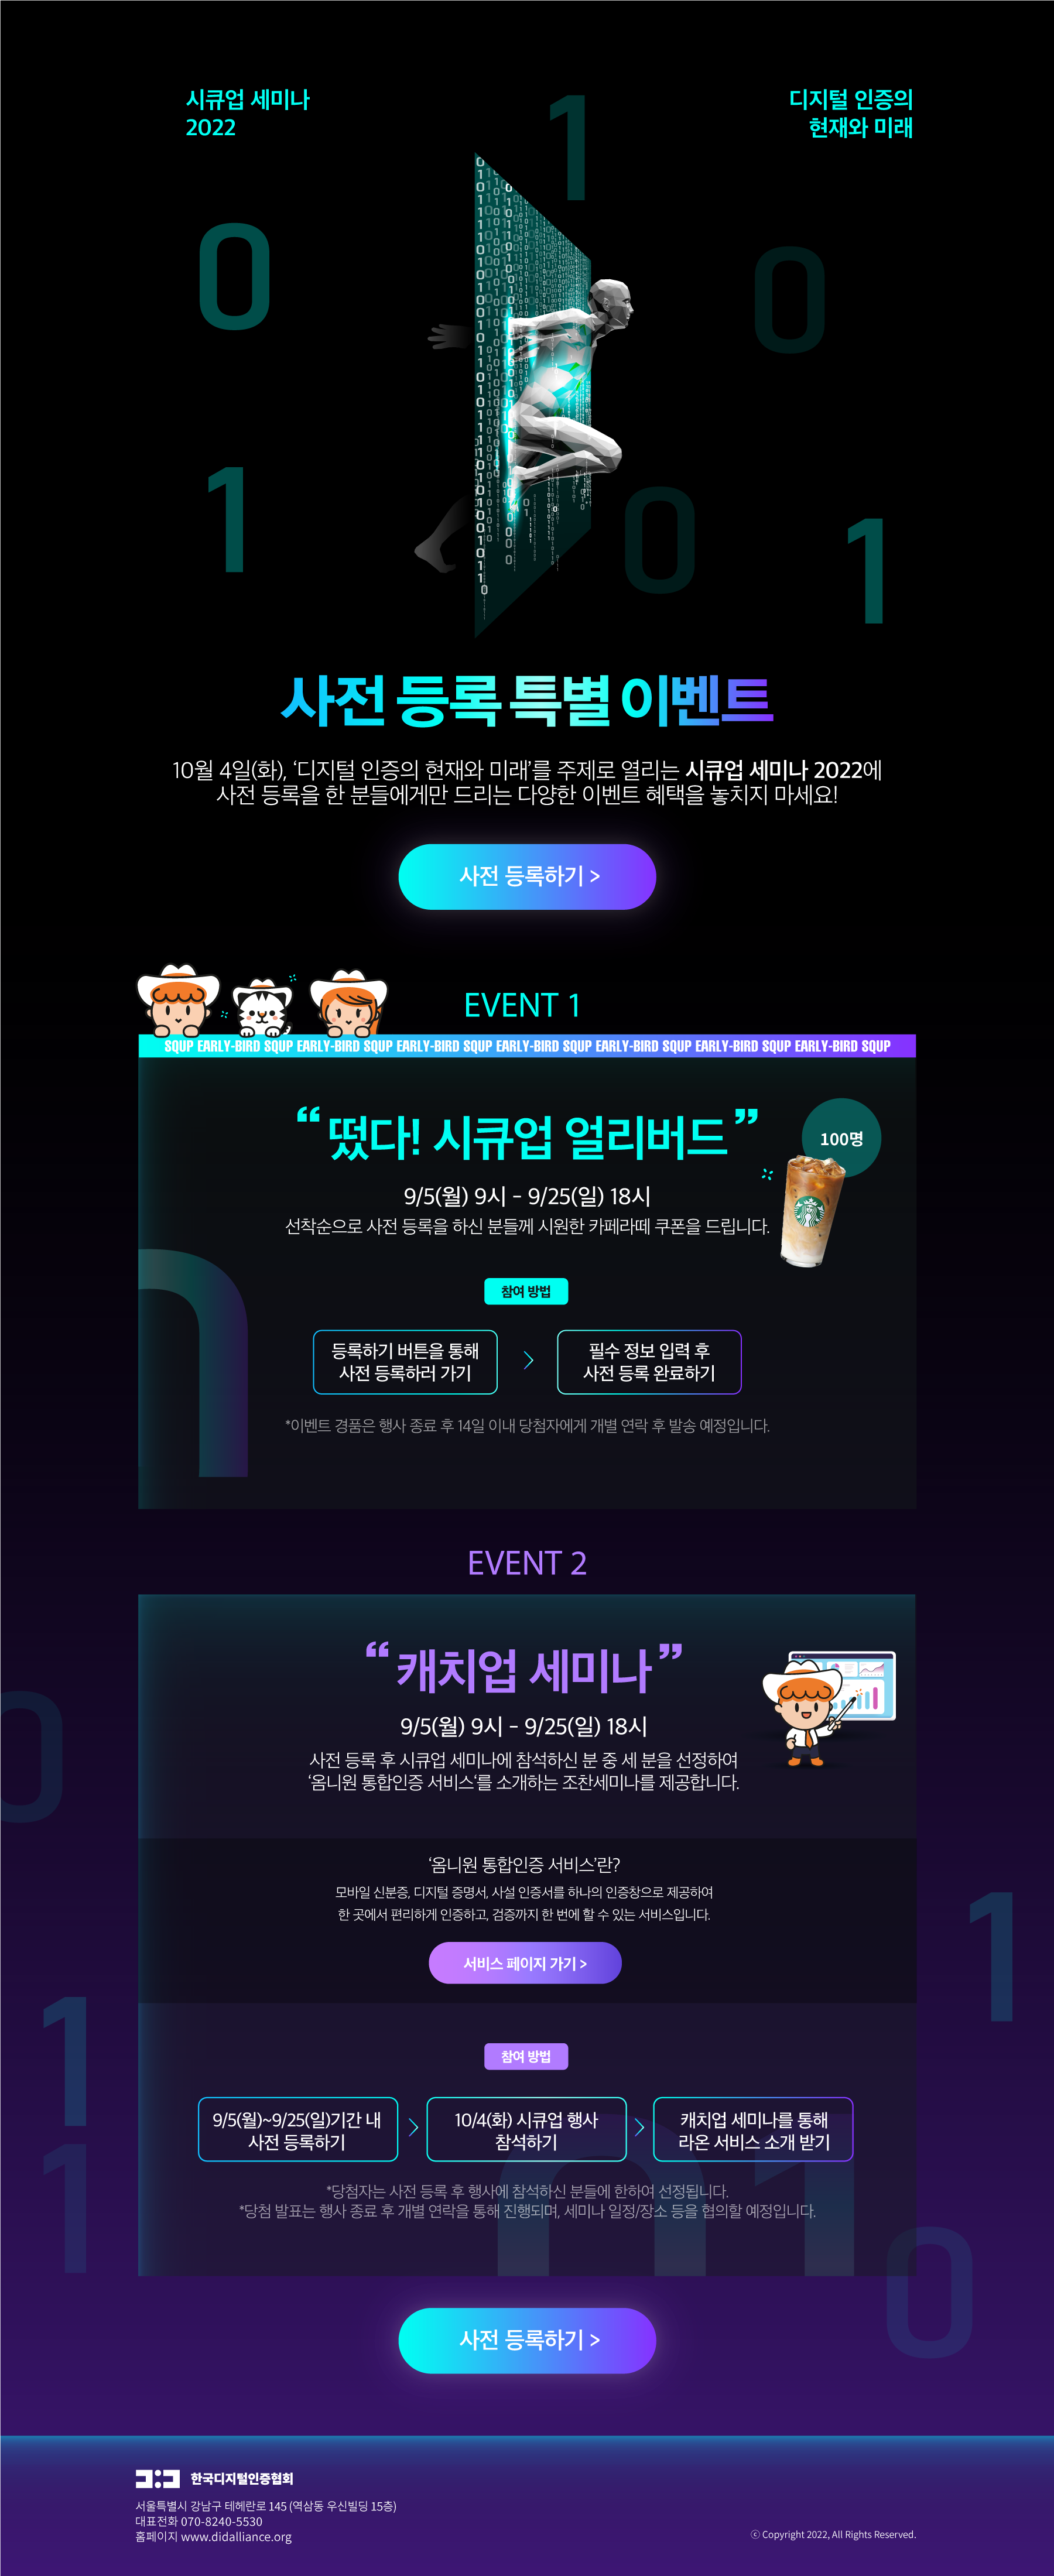 시큐업 세미나
2022
디지털 인증의
현재와 미래
사전 등록 특별 이벤트
10월 4일(화), ‘디지털 인증의 현재와 미래’를 주제로 열리는 시큐업 세미나 2022에
사전 등록을 한 분들에게만 드리는 다양한 이벤트 혜택을 놓치지 마세요!
사전 등록하기 >
EVENT 1
SQUP EARLY-BIRD SQUP EARLY-BIRD SQUP EARLY-BIRD SQUP EARLY-BIRD SQUP EARLY-BIRD SQUP EARLY-BIRD SQUP EARLY-BIRD SQUP
“떴다! 시큐업 얼리버드”
100명
9/5(월) 9시 - 9/25(일) 18시
선착순으로 사전 등록을 하신 분들께 시원한 카페라떼 쿠폰을 드립니다.
참여 방법
등록하기 버튼을 통해
사전 등록하러 가기
>
필수 정보 입력 후
사전 등록 완료하기
*이벤트 경품은 행사 종료 후 14일 이내 당첨자에게 개별 연락 후 발송 예정입니다.
EVENT 2
“캐치업 세미나”
9/5(월) 9시 - 9/25(일) 18시
사전 등록 후 시큐업 세미나에 참석하신 분 중 세 분을 선정하여
‘옴니원 통합인증 서비스‘를 소개하는 조찬세미나를 제공합니다.
‘옴니원 통합인증 서비스’란?
모바일 신분증, 디지털 증명서, 사설 인증서를 하나의 인증창으로 제공하여
한 곳에서 편리하게 인증하고, 검증까지 한 번에 할 수 있는 서비스입니다.
서비스 페이지 가기 >
참여 방법
9/5(월)~9/25(일)기간 내
사전 등록하기
>
10/4(화) 시큐업 행사
참석하기
>
캐치업 세미나를 통해
라온 서비스 소개 받기
*당첨자는 사전 등록 후 행사에 참석하신 분들에 한하여 선정됩니다.
*당첨 발표는 행사 종료 후 개별 연락을 통해 진행되며, 세미나 일정/장소 등을 협의할 예정입니다.
사전 등록하기 >
한국디지털인증협회
서울특별시 강남구 테헤란로 145 (역삼동 우신빌딩 15층)
대표전화 070-8240-5530
홈페이지 www.didalliance.org
ⓒ Copyright 2022, All Rights Reserved.